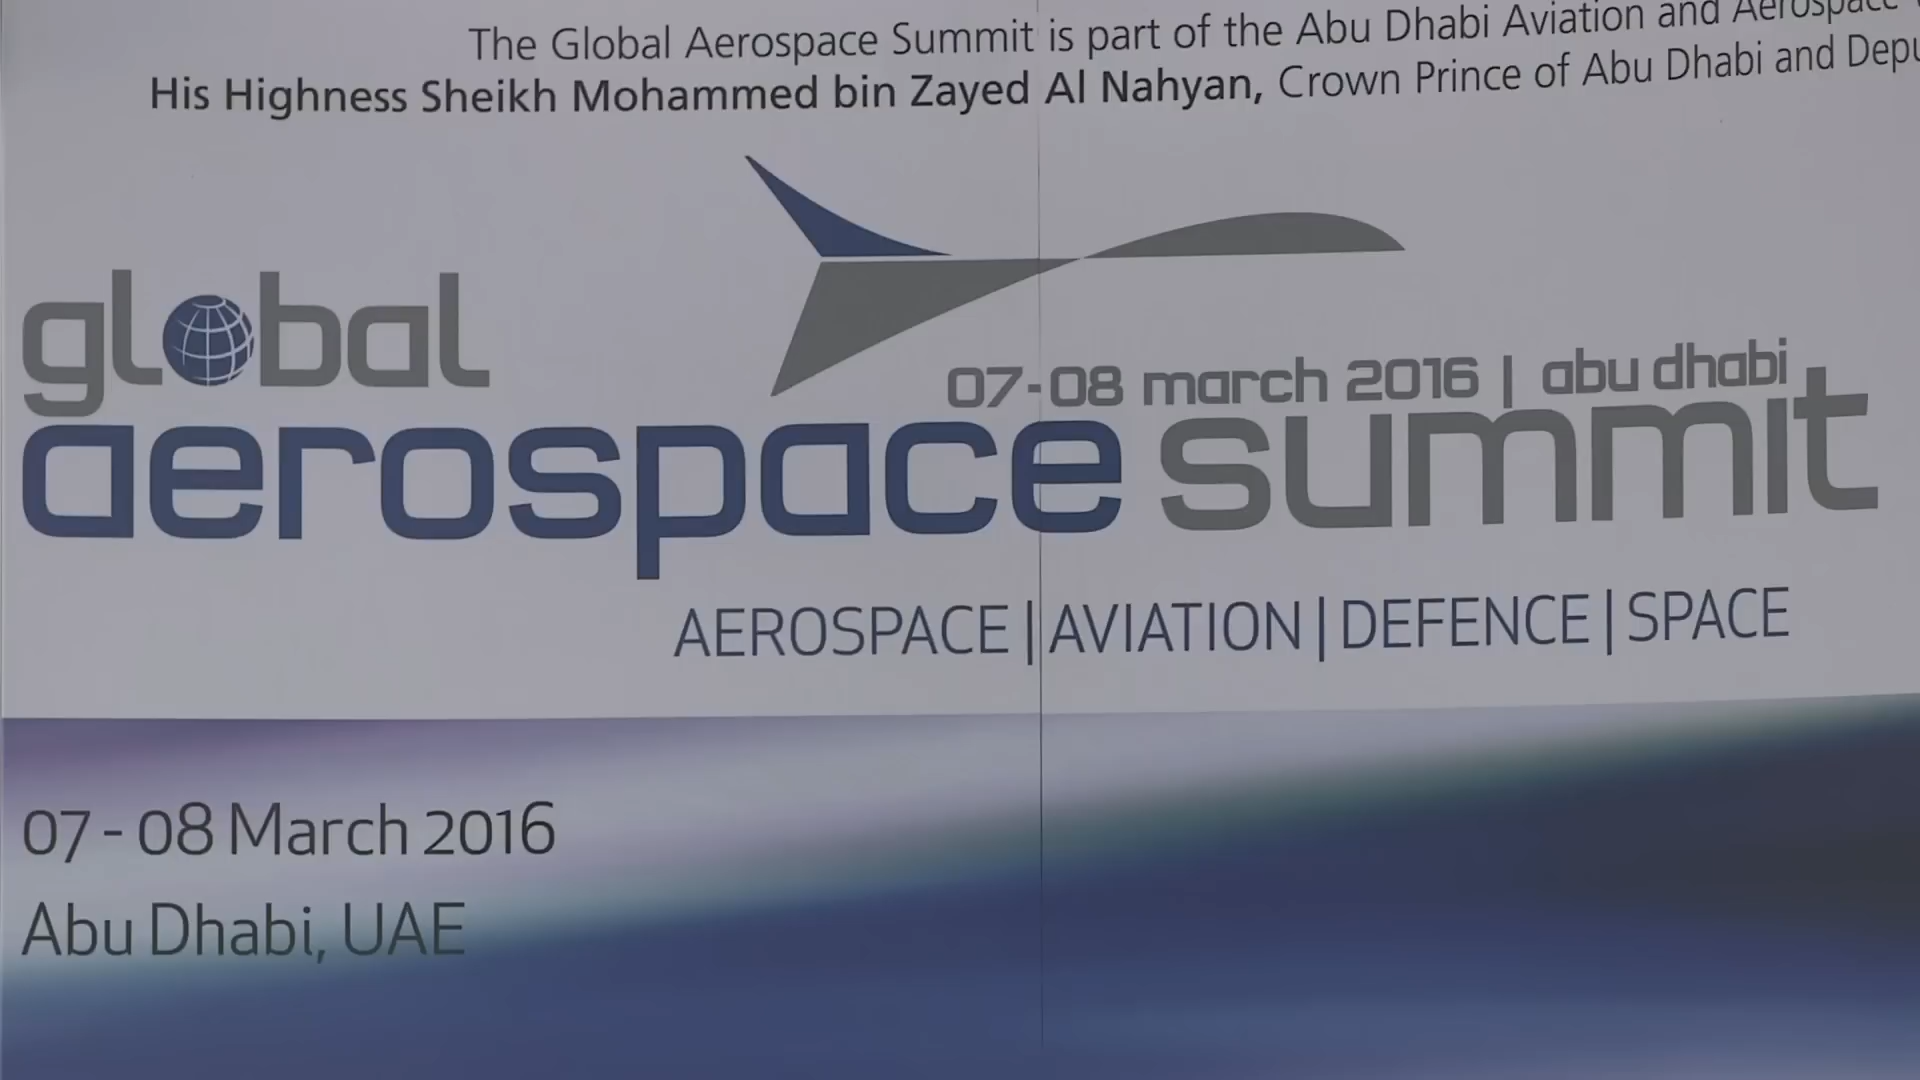 The Global Aerospace Summit is part of the Abu Dhabi Aviation and Aerospace
His Highness Sheikh Mohammed bin Zayed Al Nahyan, Crown Prince of Abu Dhabi and
global
07-08 march 2016 | abu dhabi
aerospace summit
AEROSPACE | AVIATION | DEFENCE | SPACE
07 - 08 March 2016
Abu Dhabi, UAE